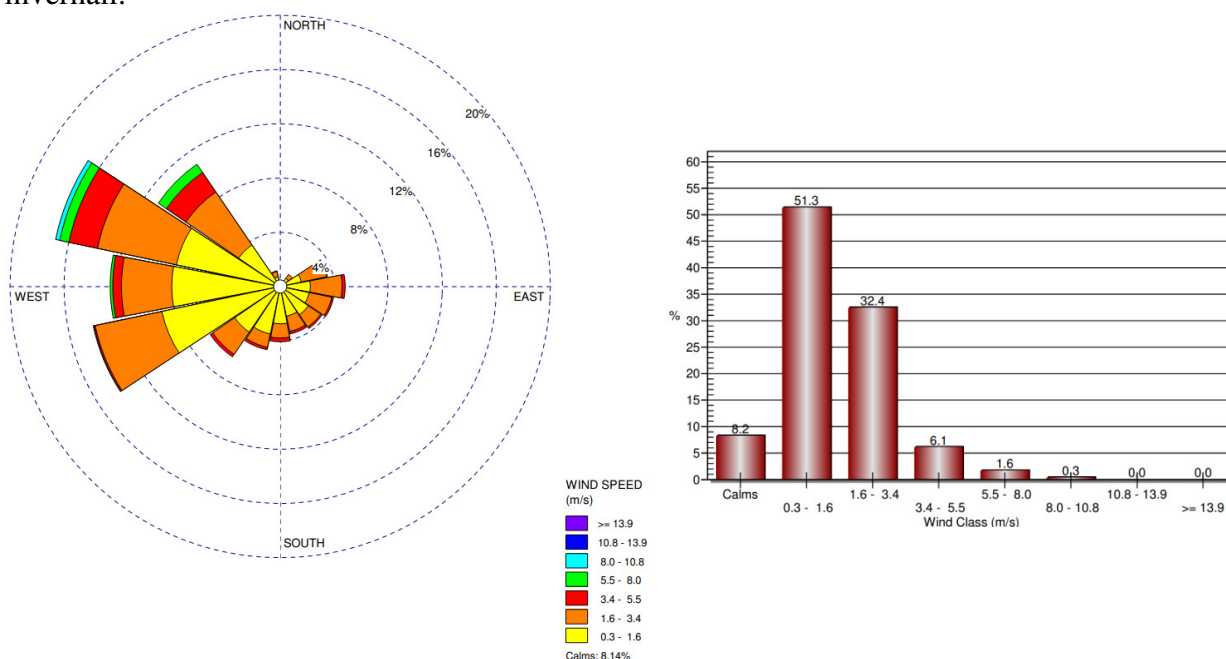 NORTH
20%
16%
12%
8%
4%
WEST
EAST
SOUTH
WIND SPEED
(m/s)
>= 13.9
10.8 - 13.9
8.0 - 10.8
5.5 - 8.0
3.4 - 5.5
1.6 - 3.4
0.3 - 1.6
Calms: 8.14%
60
55
50
45
40
35
30
25
20
15
10
5
0
%
8.2
51.3
32.4
6.1
1.6
0.3
0.0
0.0
Calms
0.3 - 1.6
1.6 - 3.4
3.4 - 5.5
5.5 - 8.0
8.0 - 10.8
10.8 - 13.9
>= 13.9
Wind Class (m/s)